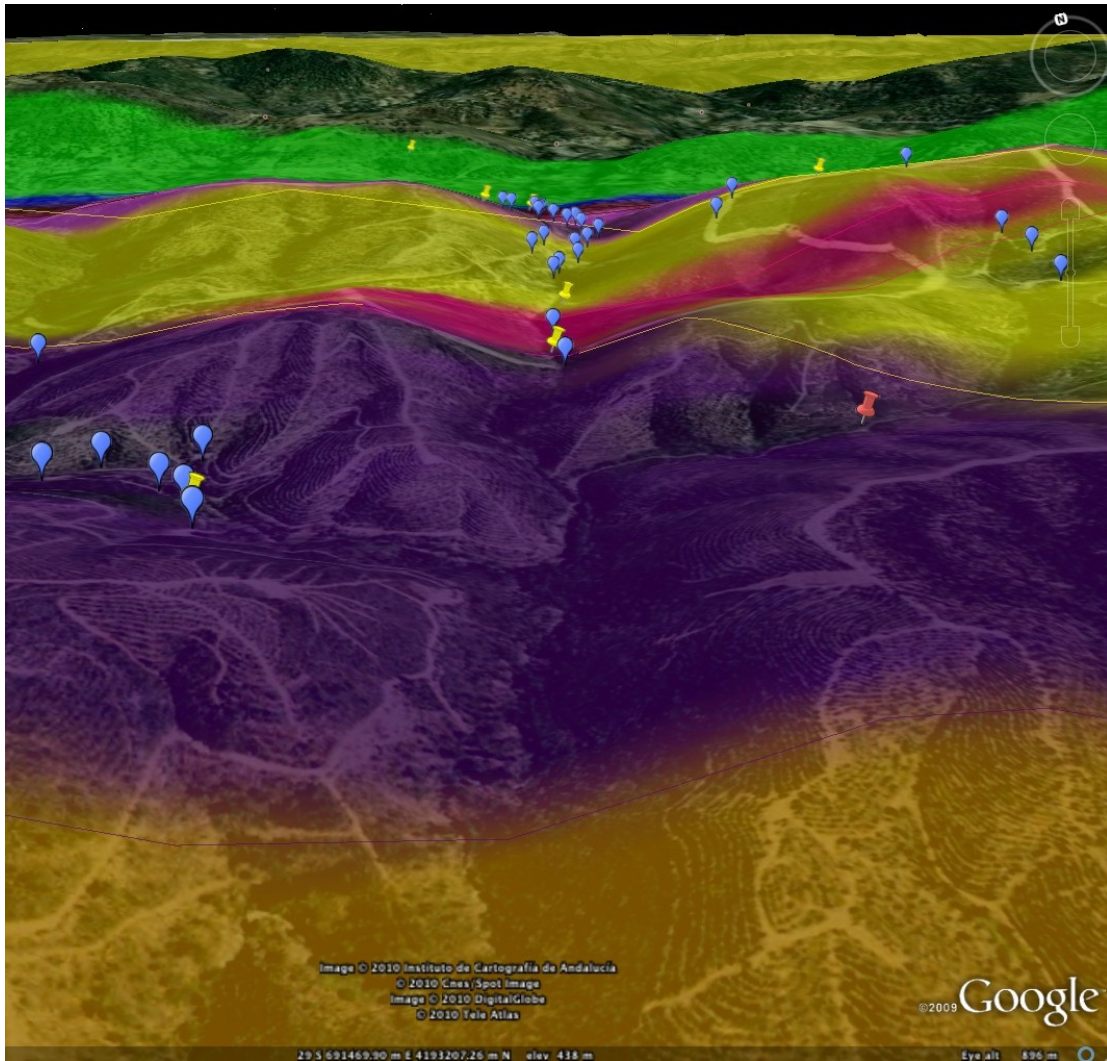 N
Image © 2010 Instituto de Cartografía de Andalucía
© 2010 Cnes/Spot Image
Image © 2010 DigitalGlobe
© 2010 Tele Atlas
©2009 Google
29 S 691469.90 m E 4193207.26 m N elev 438 m Eye alt 896 m